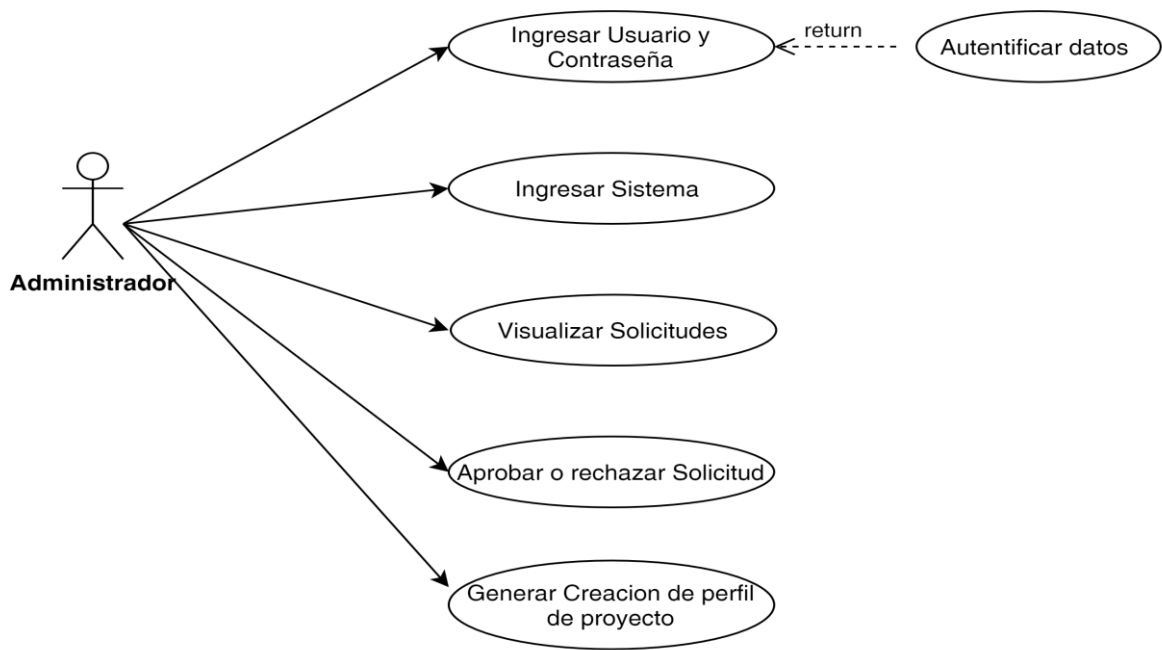 Ingresar Usuario y
Contraseña
return
Autentificar datos
Ingresar Sistema
Administrador
Visualizar Solicitudes
Aprobar o rechazar Solicitud
Generar Creacion de perfil
de proyecto